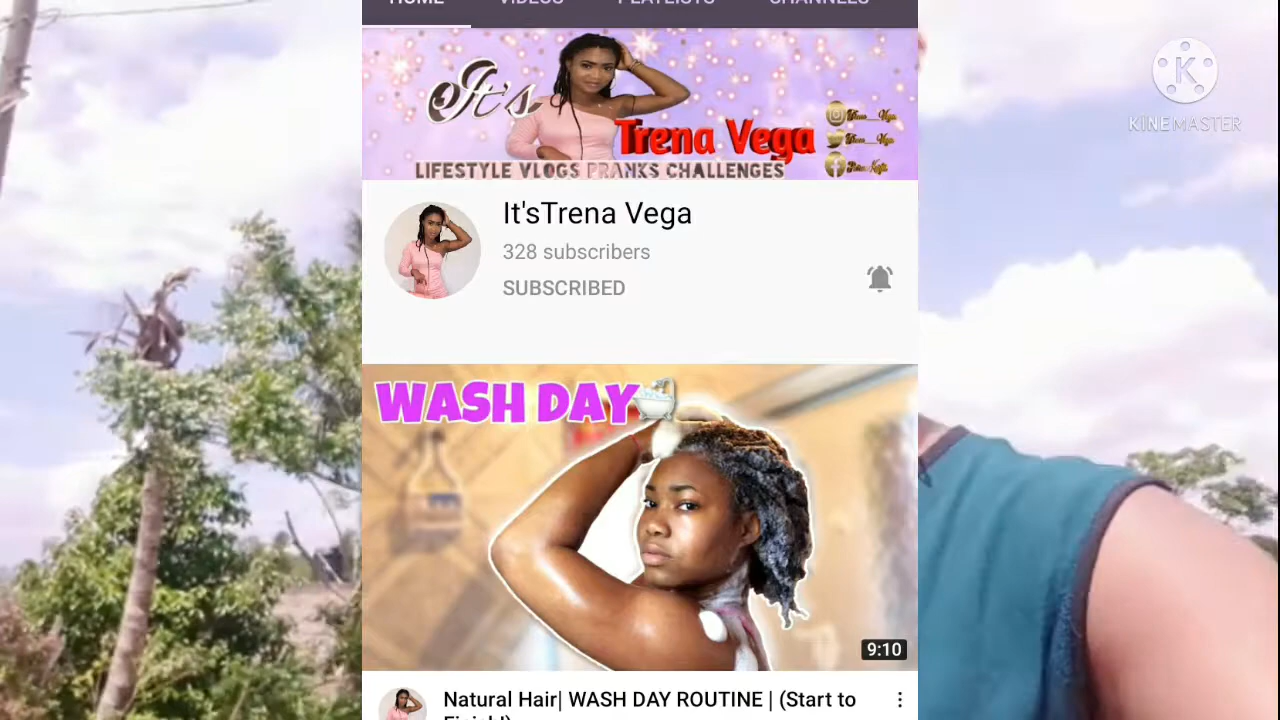 HOME VIDEOS PLAYLISTS CHANNELS
It's
Trena Vega
LIFESTYLE VLOGS PRANKS CHALLENGES
It'sTrena Vega
328 subscribers
SUBSCRIBED
WASH DAY
9:10
Natural Hair| WASH DAY ROUTINE | (Start to
K
KINEMASTER